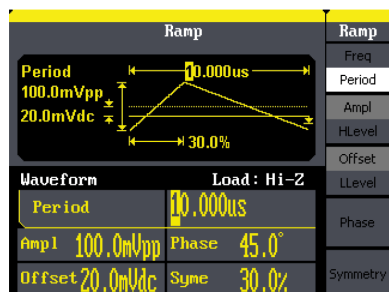 Ramp
Ramp
Freq
Period
Ampl
HLevel
Offset
LLevel
Phase
Symmetry
Period
10.000us
100.0mVpp
20.0mVdc
30.0%
Waveform
Load: Hi-Z
Period
10.000us
Ampl 100.0mVpp
Phase 45.0°
Offset 20.0mVdc
Syme 30.0%